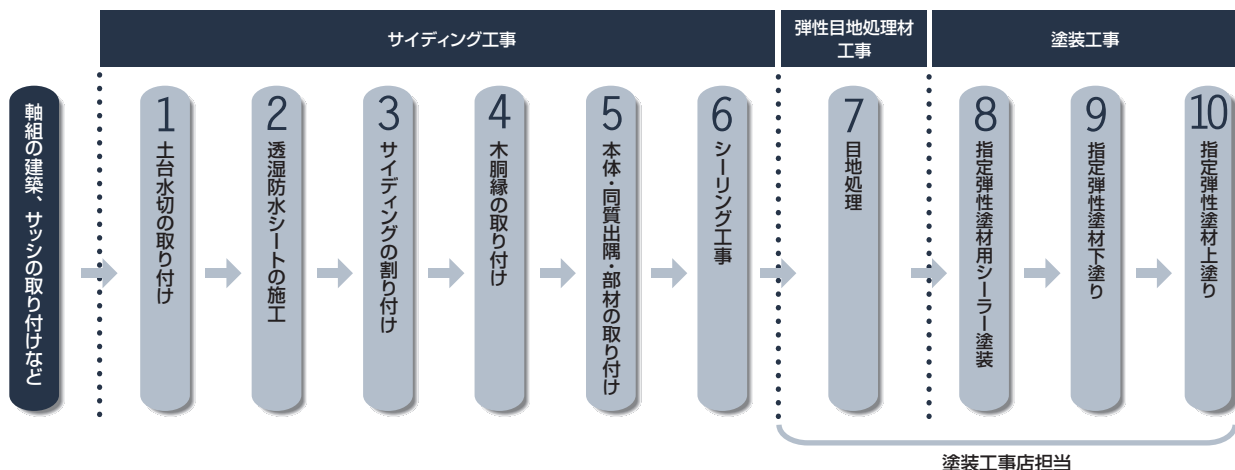 サイディング工事
弾性目地処理材
工事
塗装工事
軸組の建築、サッシの取り付けなど
1
土台水切の取り付け
2
透湿防水シートの施工
3
サイディングの割り付け
4
木胴縁の取り付け
5
本体・同質出隅・部材の取り付け
6
シーリング工事
7
目地処理
8
指定弾性塗材用シーラー塗装
9
指定弾性塗材下塗り
10
指定弾性塗材上塗り
塗装工事店担当